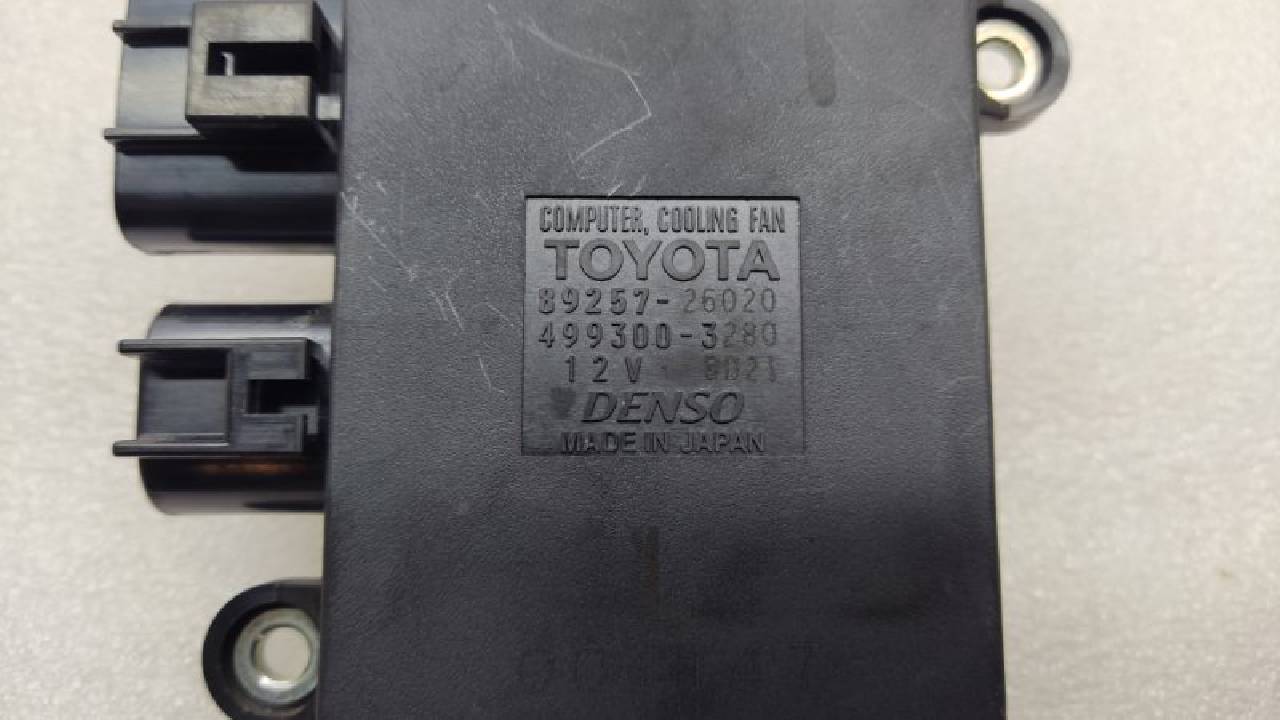 COMPUTER, COOLING FAN
TOYOTA
89257-26020
499300-3280
12V
DENSO
MADE IN JAPAN